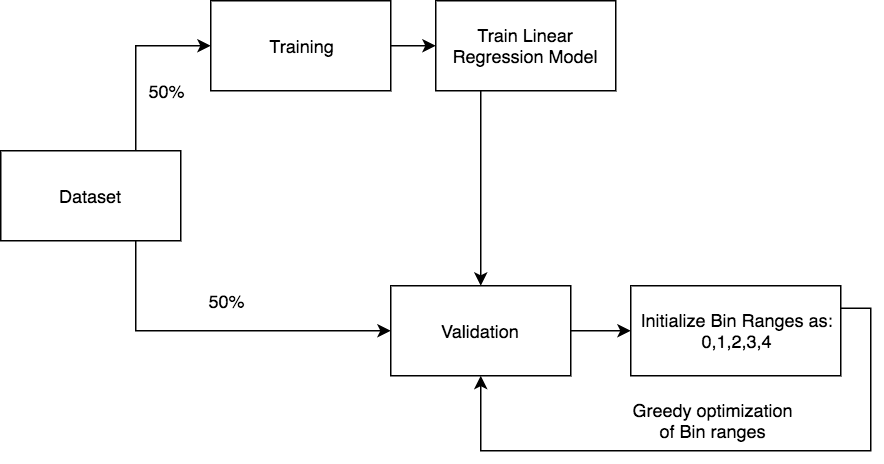 Training
Train Linear
Regression Model
50%
Dataset
50%
Validation
Initialize Bin Ranges as:
0,1,2,3,4
Greedy optimization
of Bin ranges